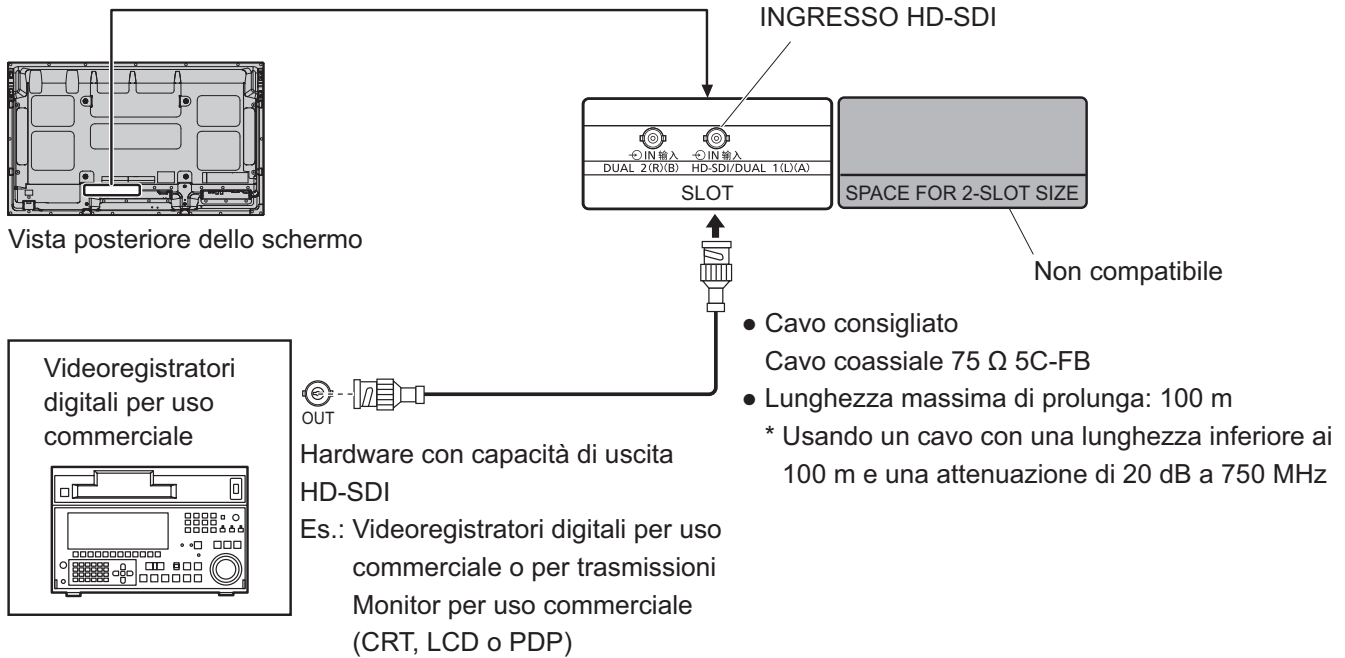 INGRESSO HD-SDI
IN 输入 IN 输入
DUAL 2(R)(B) HD-SDI/DUAL 1(L)(A)
SLOT
SPACE FOR 2-SLOT SIZE
Vista posteriore dello schermo
Non compatibile
Videoregistratori
digitali per uso
commerciale
OUT
Hardware con capacità di uscita
HD-SDI
Es.: Videoregistratori digitali per uso
commerciale o per trasmissioni
Monitor per uso commerciale
(CRT, LCD o PDP)
● Cavo consigliato
Cavo coassiale 75 Ω 5C-FB
● Lunghezza massima di prolunga: 100 m
* Usando un cavo con una lunghezza inferiore ai
100 m e una attenuazione di 20 dB a 750 MHz